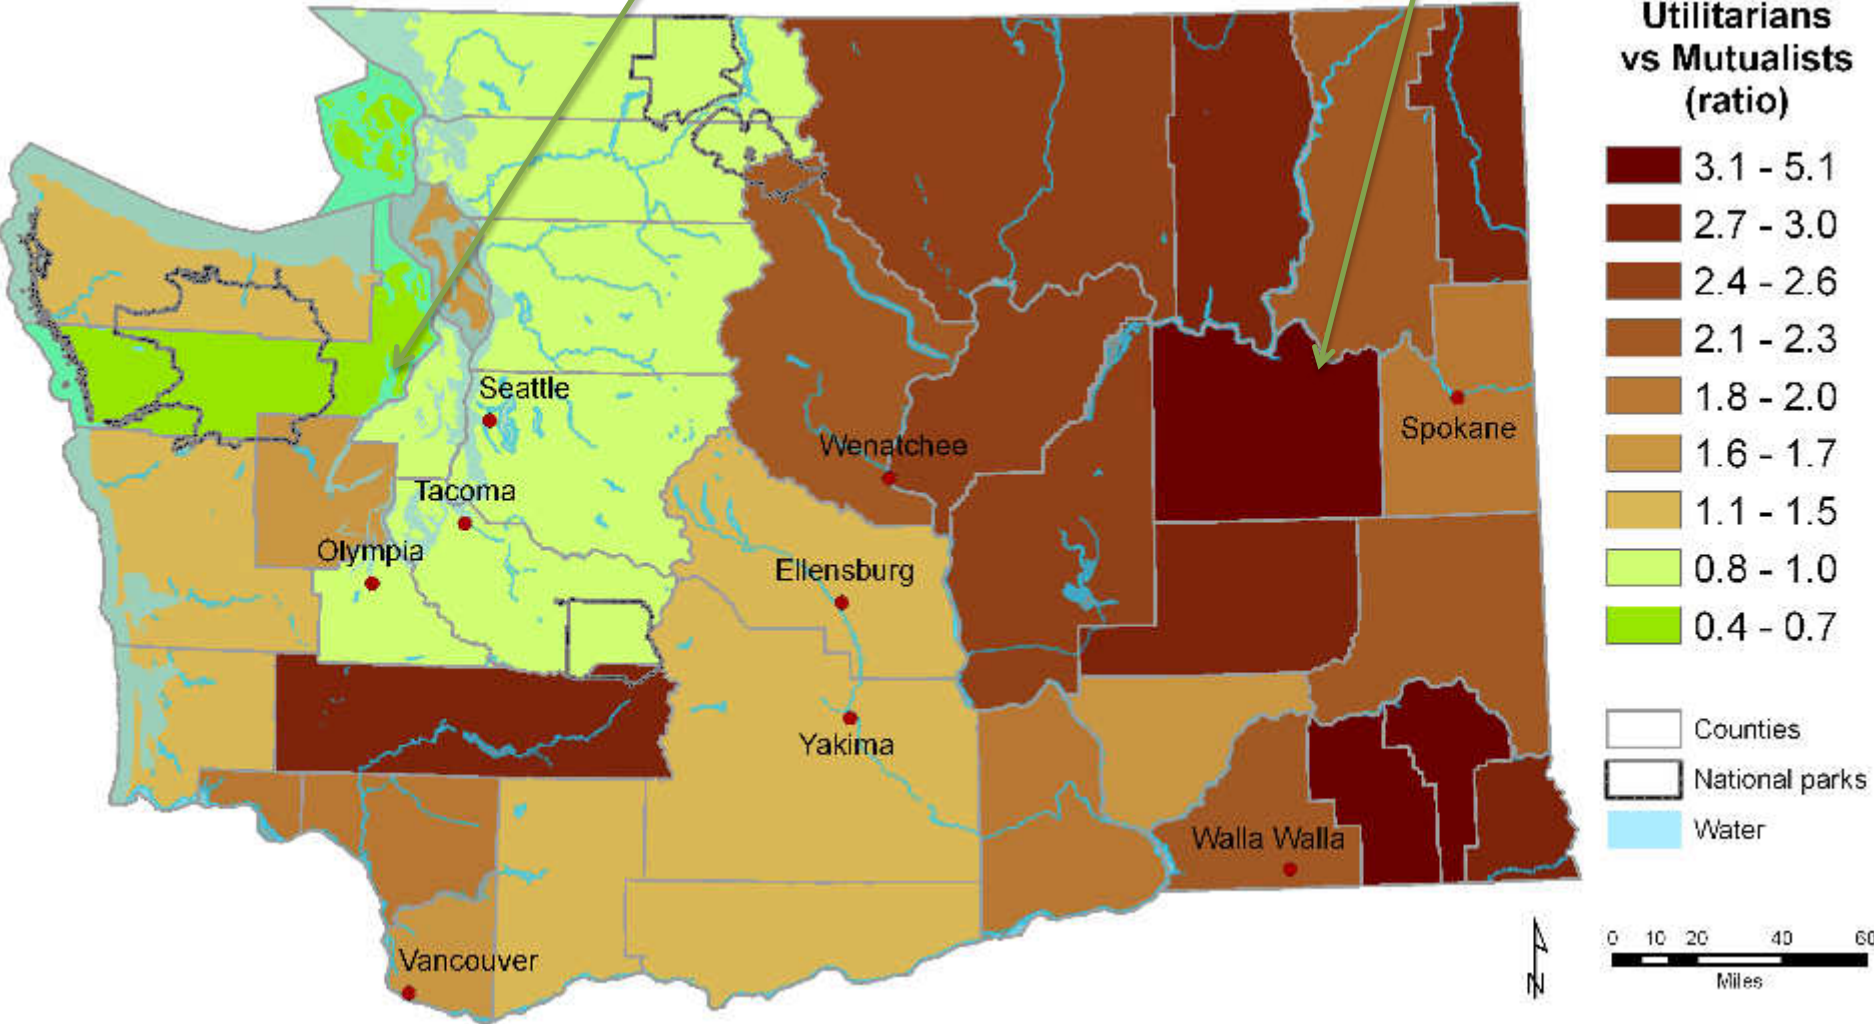 Utilitarians
vs Mutualists
(ratio)
3.1 - 5.1
2.7 - 3.0
2.4 - 2.6
2.1 - 2.3
1.8 - 2.0
1.6 - 1.7
1.1 - 1.5
0.8 - 1.0
0.4 - 0.7
Counties
National parks
Water
Seattle
Spokane
Wenatchee
Tacoma
Olympia
Ellensburg
Yakima
Walla Walla
Vancouver
N
0 10 20 40 60
Miles